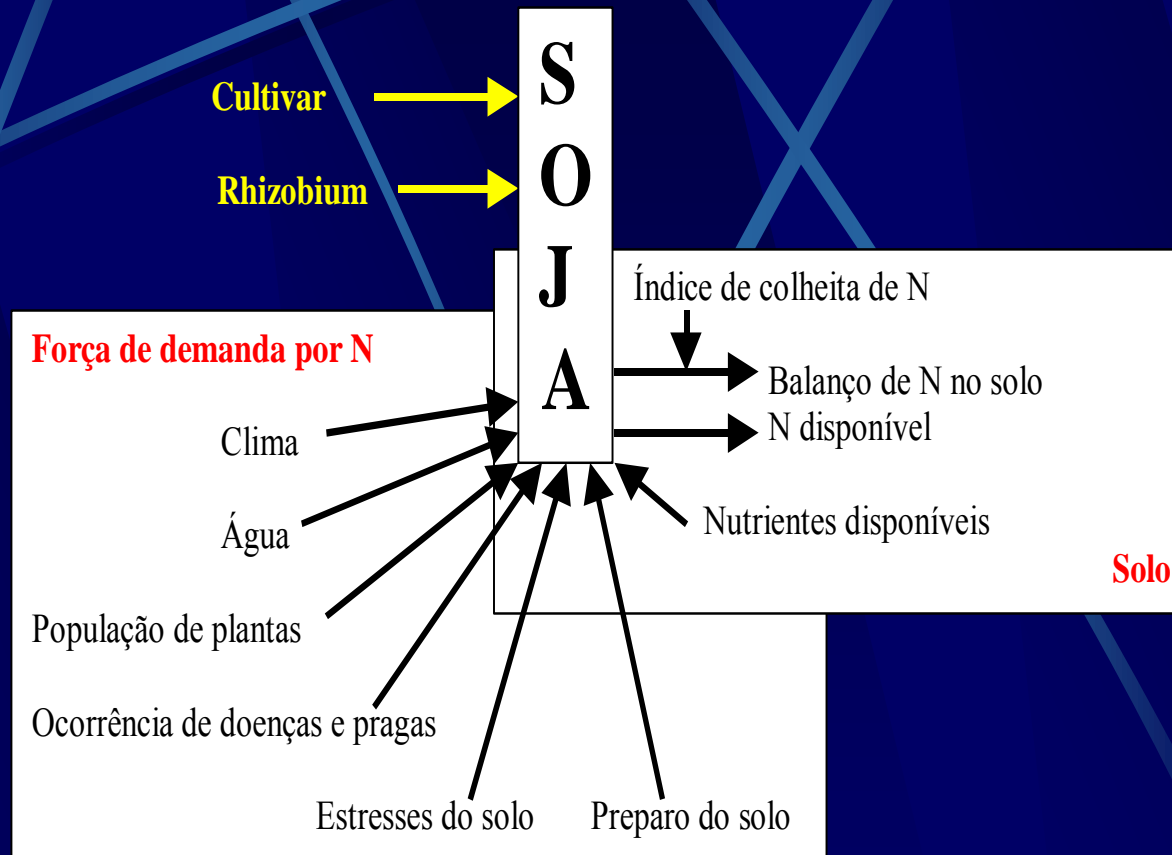 Cultivar
Rhizobium
S
O
J
A
Índice de colheita de N
Força de demanda por N
Balanço de N no solo
Clima
N disponível
Água
Nutrientes disponíveis
Solo
População de plantas
Ocorrência de doenças e pragas
Estresses do solo
Preparo do solo